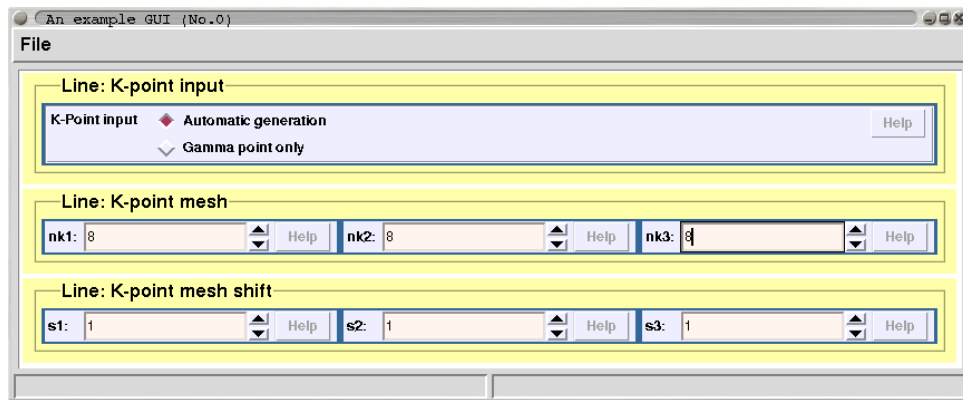 An example GUI (No.0)
File
Line: K-point input
K-Point input Automatic generation Help
Gamma point only
Line: K-point mesh
nk1: 8 Help nk2: 8 Help nk3: 8 Help
Line: K-point mesh shift
s1: 1 Help s2: 1 Help s3: 1 Help